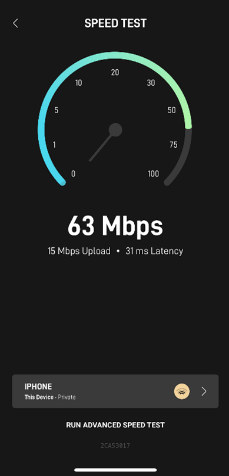 SPEED TEST
20
10
30
5
50
1
75
0
100
63 Mbps
15 Mbps Upload • 31 ms Latency
IPHONE
This Device - Private
RUN ADVANCED SPEED TEST